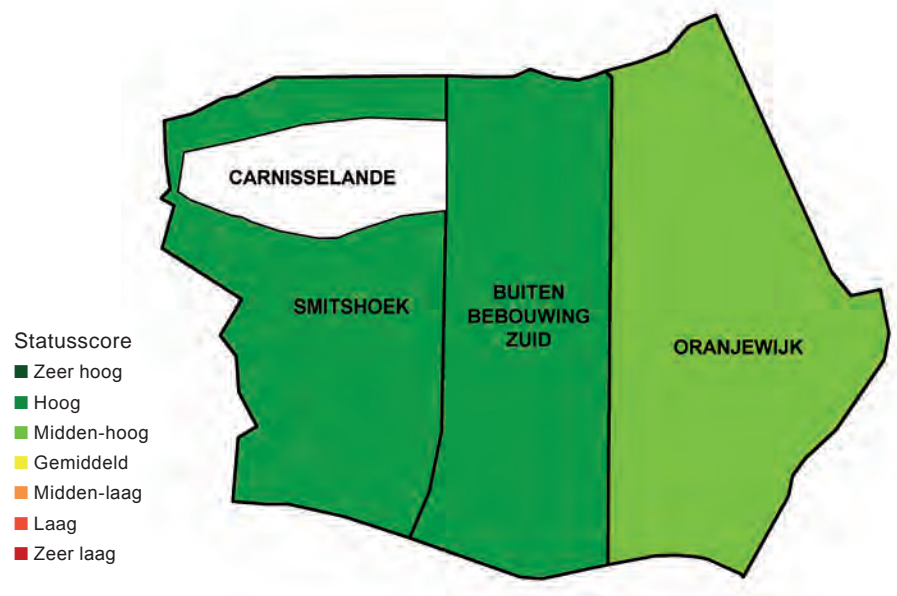 CARNISSELANDE
SMITSHOEK
BUITEN
BEBOUWING
ZUID
ORANJEWIJK
Statusscore
Zeer hoog
Hoog
Midden-hoog
Gemiddeld
Midden-laag
Laag
Zeer laag